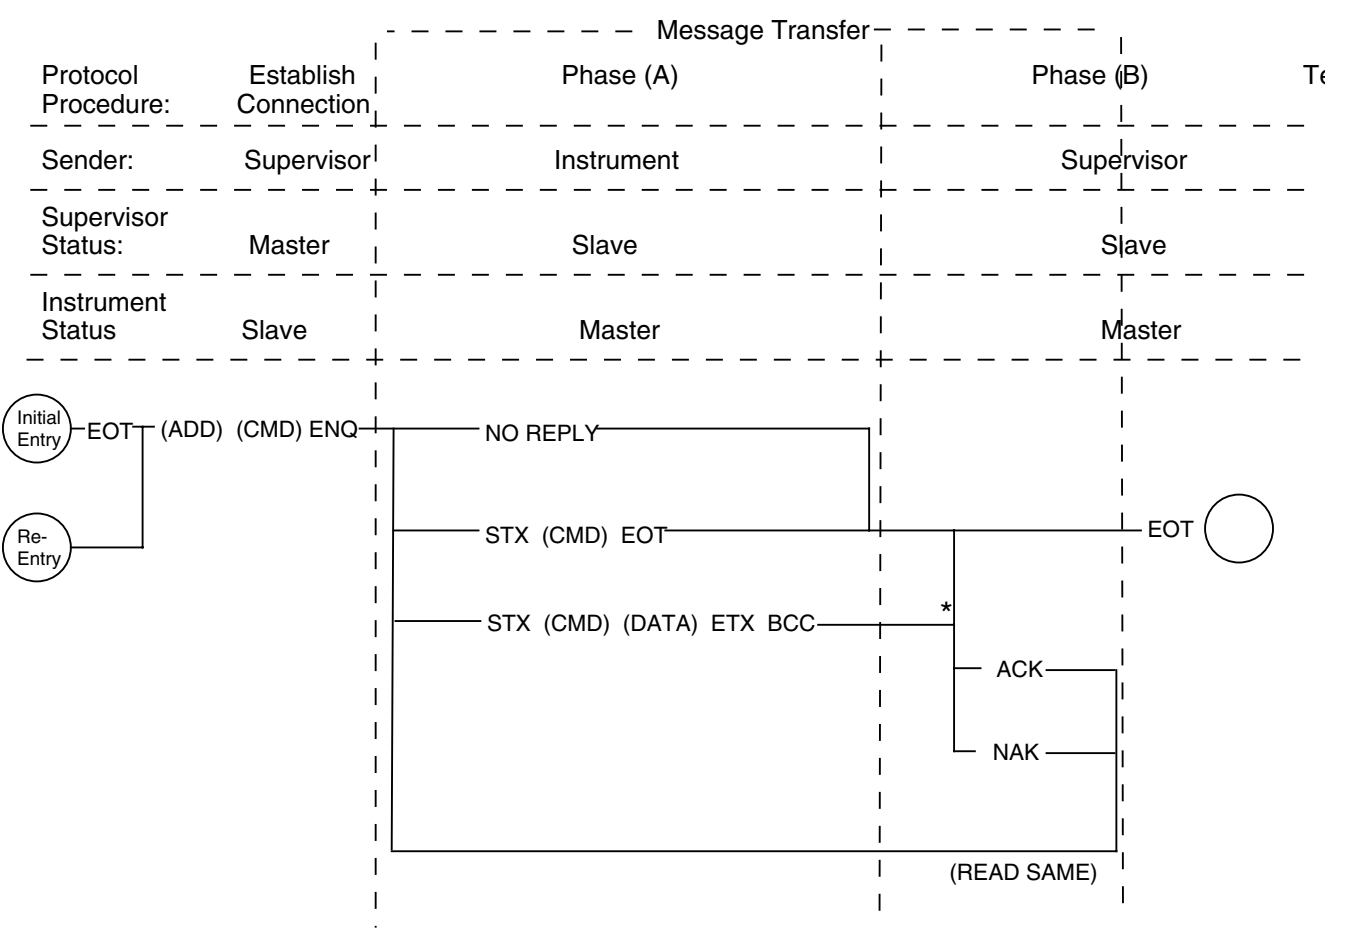 Message Transfer
Protocol Procedure:
Establish Connection
Phase (A)
Phase (B)
Sender:
Supervisor
Instrument
Supervisor
Supervisor Status:
Master
Slave
Slave
Instrument Status
Slave
Master
Master
Initial Entry
EOT
(ADD) (CMD) ENQ
NO REPLY
Re-Entry
STX (CMD) EOT
EOT
STX (CMD) (DATA) ETX BCC
*
ACK
NAK
(READ SAME)